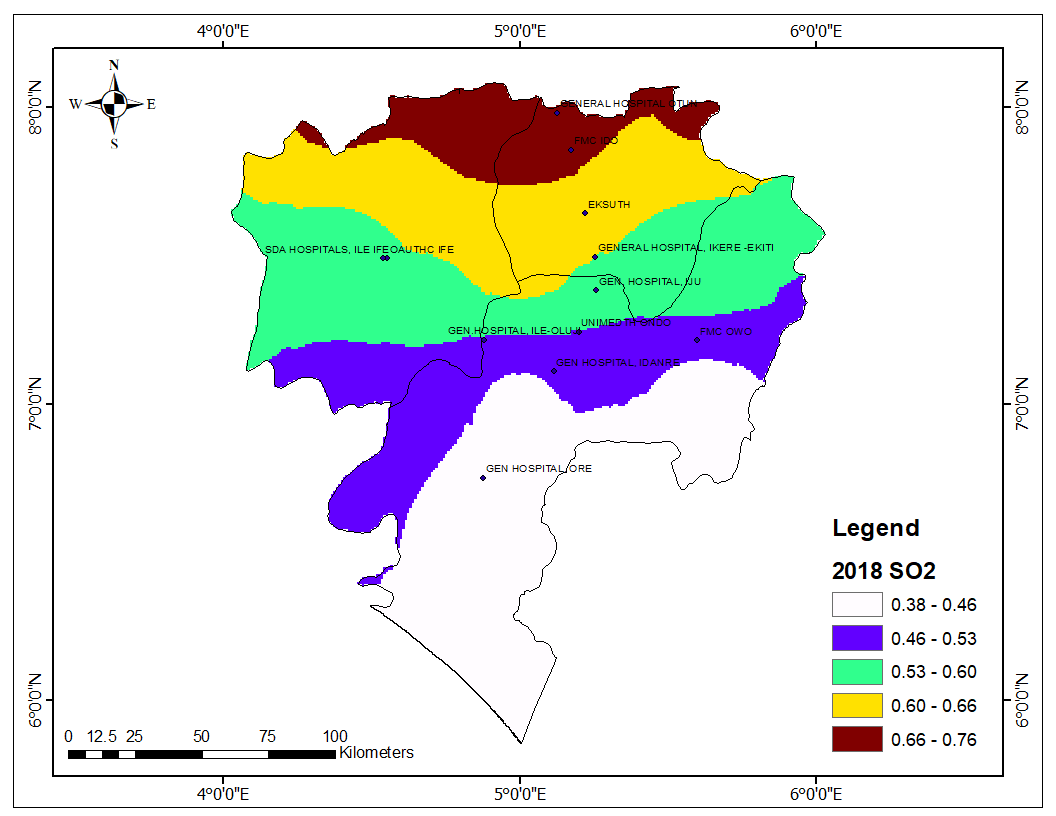 4°0'0"E 5°0'0"E 6°0'0"E
N
W E
S
8°0'0"N 8°0'0"N
GENERAL HOSPITAL OTUN
FMC IDO
EKSUTH
SDA HOSPITALS, ILE IFEOAUTHC IFE
GENERAL HOSPITAL, IKERE -EKITI
GEN. HOSPITAL, IJU
UNIMEDTH ONDO
GEN HOSPITAL, ILE-OLUJI
FMC OWO
GEN HOSPITAL, IDANRE
7°0'0"N 7°0'0"N
GEN HOSPITAL, ORE
Legend
2018 SO2
0.38 - 0.46
0.46 - 0.53
0.53 - 0.60
0.60 - 0.66
0.66 - 0.76
6°0'0"N 6°0'0"N
0 12.5 25 50 75 100
Kilometers
4°0'0"E 5°0'0"E 6°0'0"E